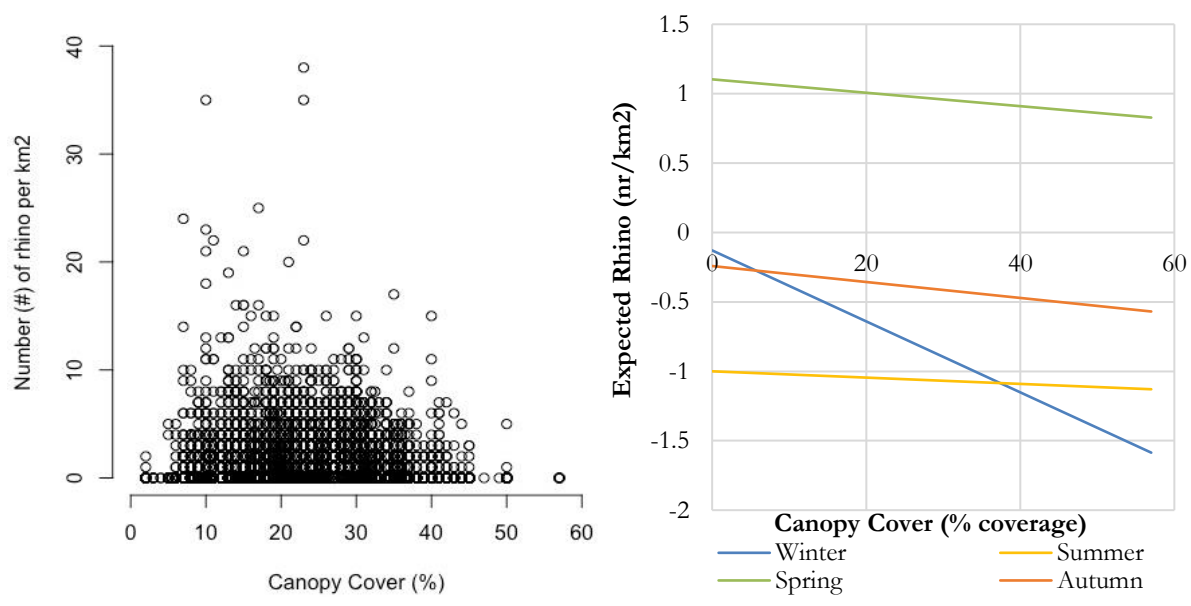 40
30
20
10
0
Number (#) of rhino per km2
0 10 20 30 40 50 60
Canopy Cover (%)
1.5
1
0.5
0
-0.5
-1
-1.5
-2
Expected Rhino (nr/km2)
0 20 40 60
Canopy Cover (% coverage)
Winter Summer
Spring Autumn